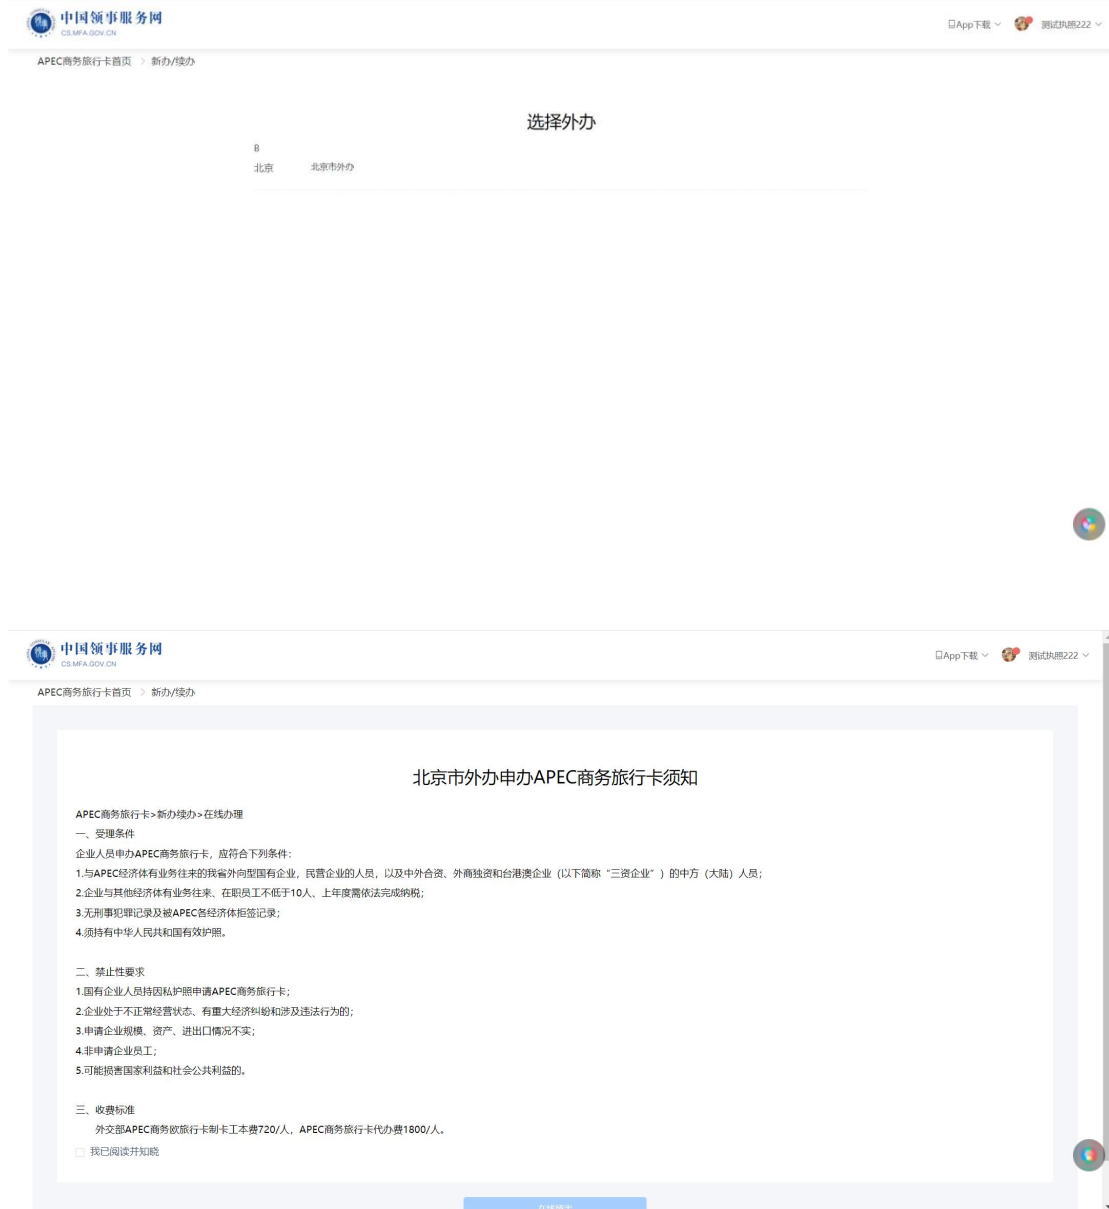 中国领事服务网
CS.MFA.GOV.CN
App下载
测试执照222
APEC商务旅行卡首页 > 新办/续办
选择外办
B
北京 北京市外办
中国领事服务网
CS.MFA.GOV.CN
App下载
测试执照222
APEC商务旅行卡首页 > 新办/续办
北京市外办申办APEC商务旅行卡须知
APEC商务旅行卡>新办续办>在线办理
一、受理条件
企业人员申办APEC商务旅行卡，应符合下列条件：
1.与APEC经济体有业务往来的我省外向型国有企业，民营企业的人员，以及中外合资、外商独资和台港澳企业（以下简称“三资企业”）的中方（大陆）人员；
2.企业与其他经济体有业务往来、在职员工不低于10人、上年度需依法完成纳税；
3.无刑事犯罪记录及被APEC各经济体拒签记录；
4.须持有中华人民共和国有效护照。
二、禁止性要求
1.国有企业人员持因私护照申请APEC商务旅行卡；
2.企业处于不正常经营状态、有重大经济纠纷和涉及违法行为的；
3.申请企业规模、资产、进出口情况不实；
4.非申请企业员工；
5.可能损害国家利益和社会公共利益的。
三、收费标准
外交部APEC商务欧旅行卡制卡工本费720/人，APEC商务旅行卡代办费1800/人。
我已阅读并知晓